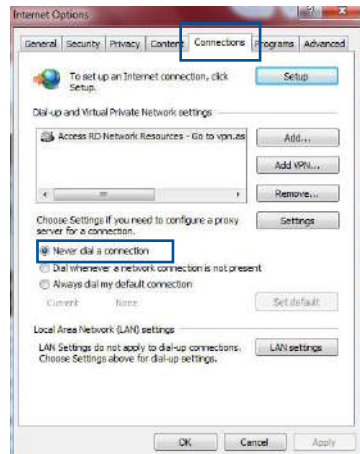 Internet Options
General Security Privacy Content Connections Programs Advanced
To set up an Internet connection, click
Setup.
Setup
Dial-up and Virtual Private Network settings
Access RD Network Resources - Go to vpn.as
Add...
Add VPN...
Remove...
Choose Settings if you need to configure a proxy
server for a connection.
Settings
Never dial a connection
Dial whenever a network connection is not present
Always dial my default connection
Current None
Set default
Local Area Network (LAN) settings
LAN Settings do not apply to dial-up connections.
Choose Settings above for dial-up settings.
LAN settings
OK Cancel Apply